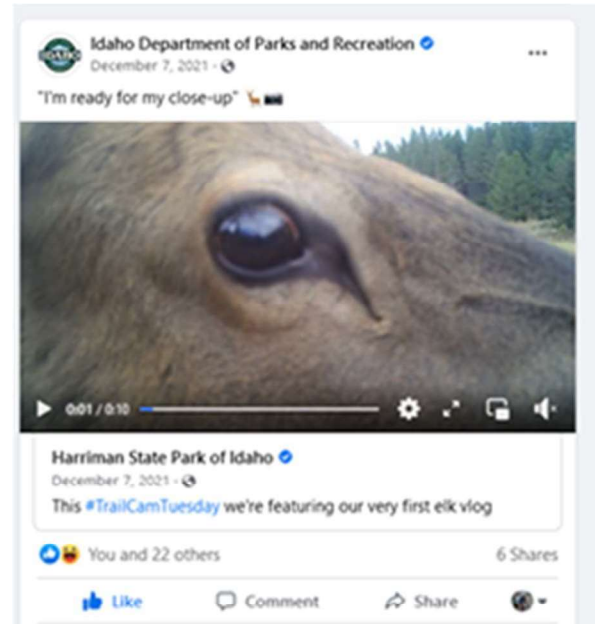 Idaho Department of Parks and Recreation
December 7, 2021 ·
"I'm ready for my close-up" 🦌📷
0:01 / 0:10
Harriman State Park of Idaho
December 7, 2021 ·
This #TrailCamTuesday we're featuring our very first elk vlog
You and 22 others 6 Shares
Like Comment Share